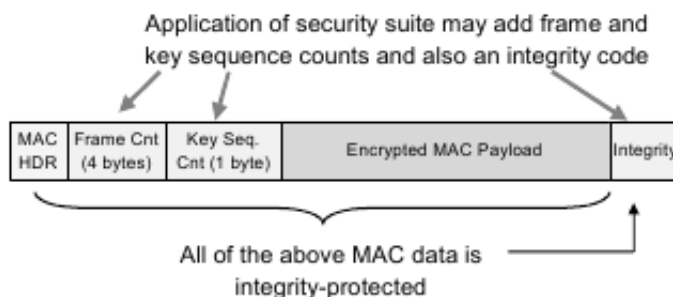 Application of security suite may add frame and
key sequence counts and also an integrity code
MAC HDR
Frame Cnt (4 bytes)
Key Seq. Cnt (1 byte)
Encrypted MAC Payload
Integrity
All of the above MAC data is
integrity-protected